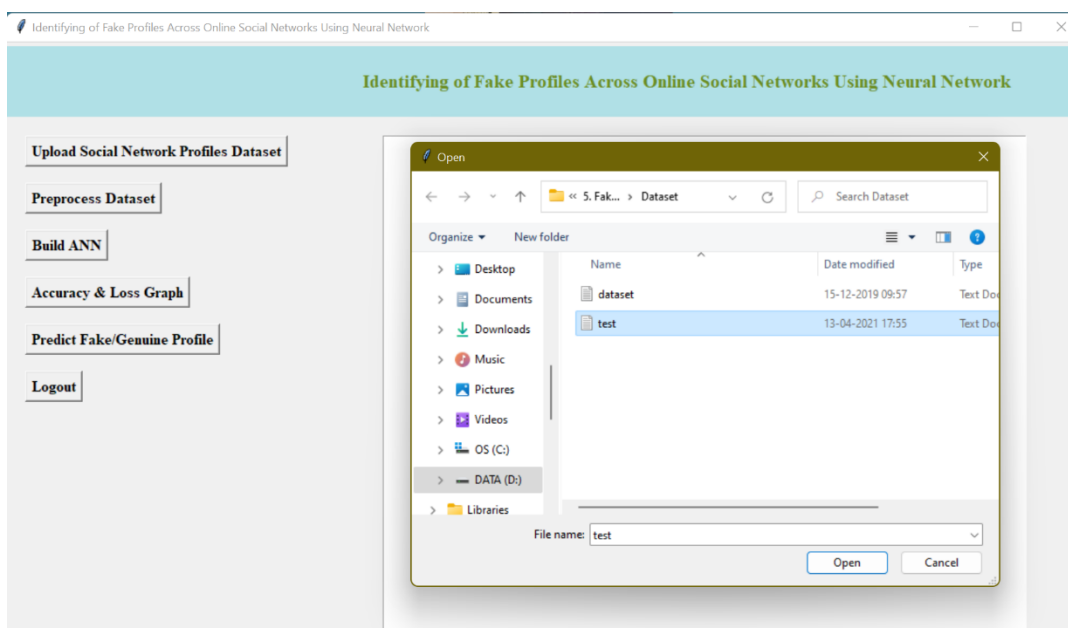 Identifying of Fake Profiles Across Online Social Networks Using Neural Network
Identifying of Fake Profiles Across Online Social Networks Using Neural Network
Upload Social Network Profiles Dataset
Preprocess Dataset
Build ANN
Accuracy & Loss Graph
Predict Fake/Genuine Profile
Logout
Open
« 5. Fak... › Dataset
Search Dataset
Organize
New folder
Desktop
Documents
Downloads
Music
Pictures
Videos
OS (C:)
DATA (D:)
Libraries
Name Date modified Type
dataset 15-12-2019 09:57 Text Doc
test 13-04-2021 17:55 Text Doc
File name: test
Open
Cancel